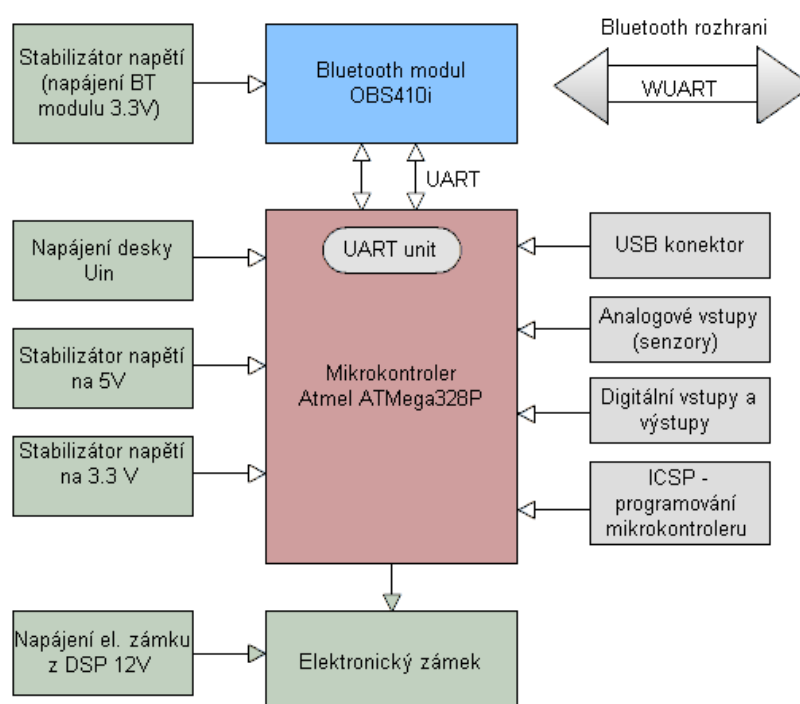 Stabilizátor napětí
(napájení BT
modulu 3.3V)
Bluetooth modul
OBS410i
Bluetooth rozhrani
WUART
UART
Napájení desky
Uin
UART unit
USB konektor
Stabilizátor napětí
na 5V
Mikrokontroler
Atmel ATMega328P
Analogové vstupy
(senzory)
Digitální vstupy a
výstupy
Stabilizátor napětí
na 3.3 V
ICSP -
programování
mikrokontroleru
Napájení el. zámku
z DSP 12V
Elektronický zámek